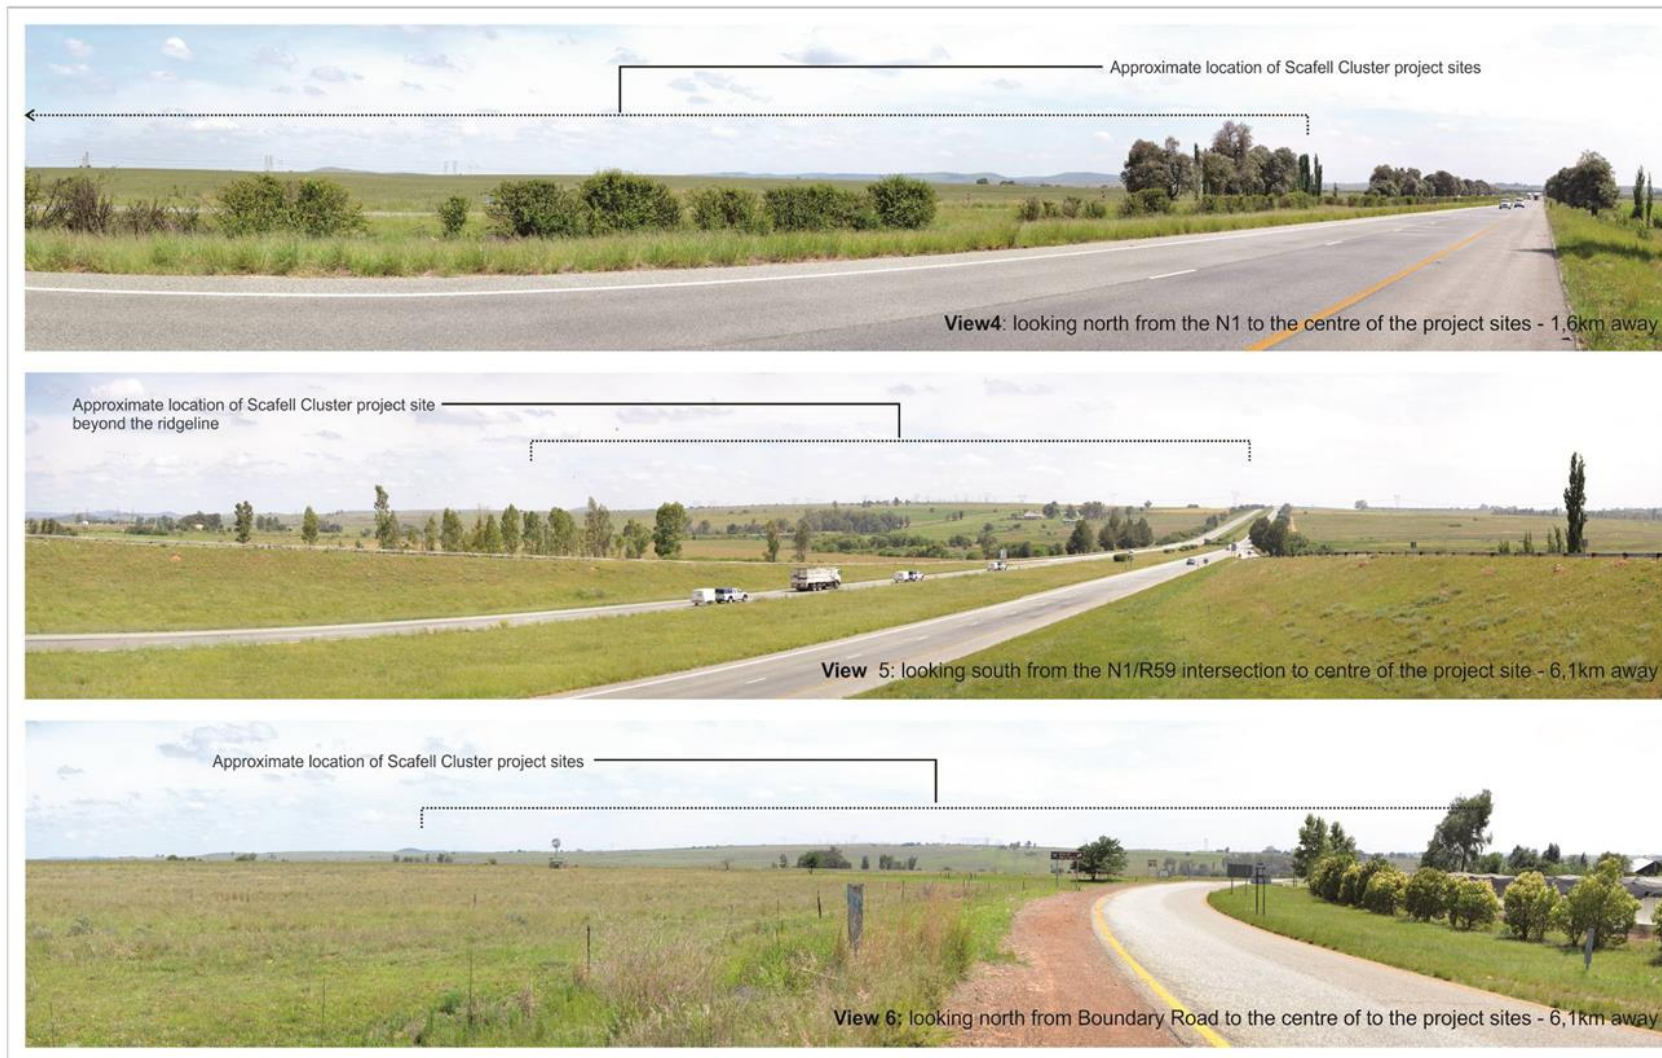 Approximate location of Scafell Cluster project sites
View4: looking north from the N1 to the centre of the project sites - 1,6km away
Approximate location of Scafell Cluster project site
beyond the ridgeline
View 5: looking south from the N1/R59 intersection to centre of the project site - 6,1km away
Approximate location of Scafell Cluster project sites
View 6: looking north from Boundary Road to the centre of to the project sites - 6,1km away